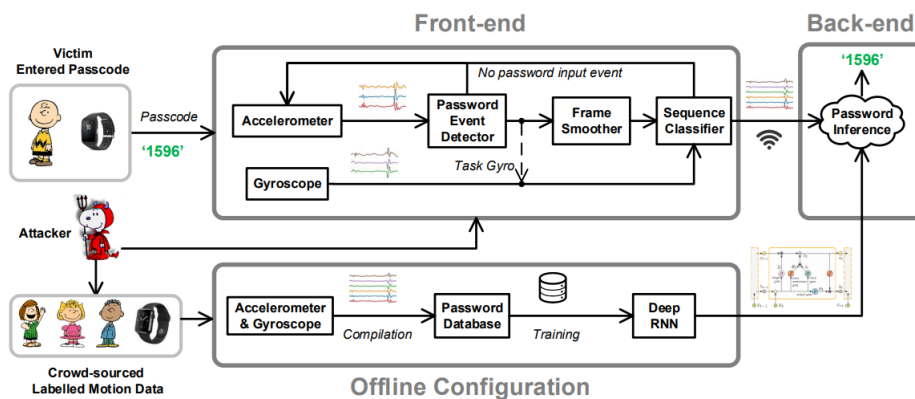 Front-end
Back-end
Victim
Entered Passcode
Passcode
‘1596’
No password input event
Accelerometer
Password
Event
Detector
Frame
Smoother
Sequence
Classifier
Task Gyro
Gyroscope
‘1596’
Password
Inference
Attacker
Accelerometer
& Gyroscope
Compilation
Password
Database
Training
Deep
RNN
Crowd-sourced
Labelled Motion Data
Offline Configuration